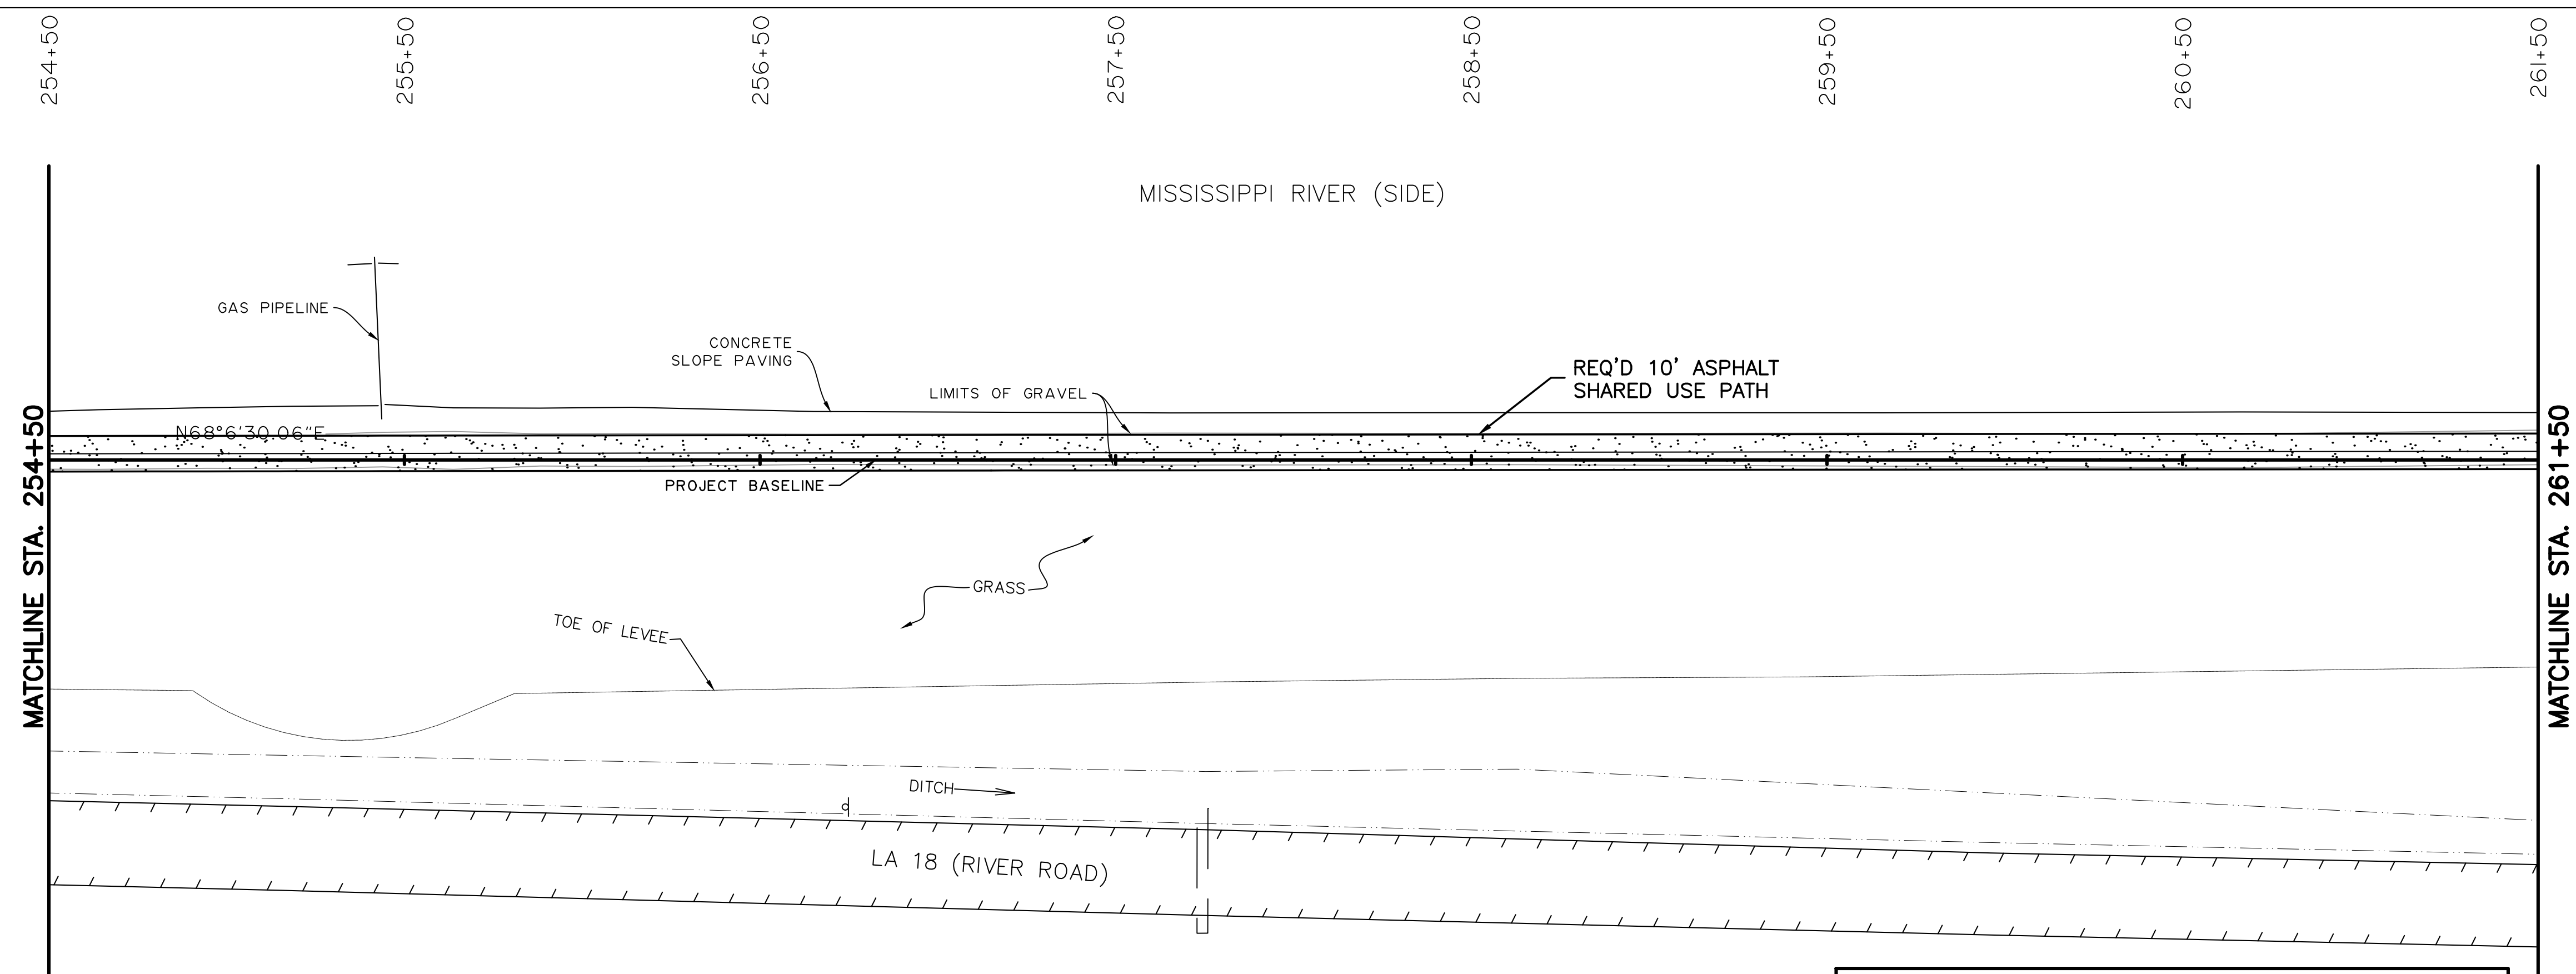 254+50
255+50
256+50
257+50
258+50
259+50
260+50
261+50
MISSISSIPPI RIVER (SIDE)
GAS PIPELINE
CONCRETE
SLOPE PAVING
LIMITS OF GRAVEL
REQ'D 10' ASPHALT
SHARED USE PATH
N68°6'30.06"E
PROJECT BASELINE
MATCHLINE STA. 254+50
MATCHLINE STA. 261+50
GRASS
TOE OF LEVEE
DITCH
LA 18 (RIVER ROAD)